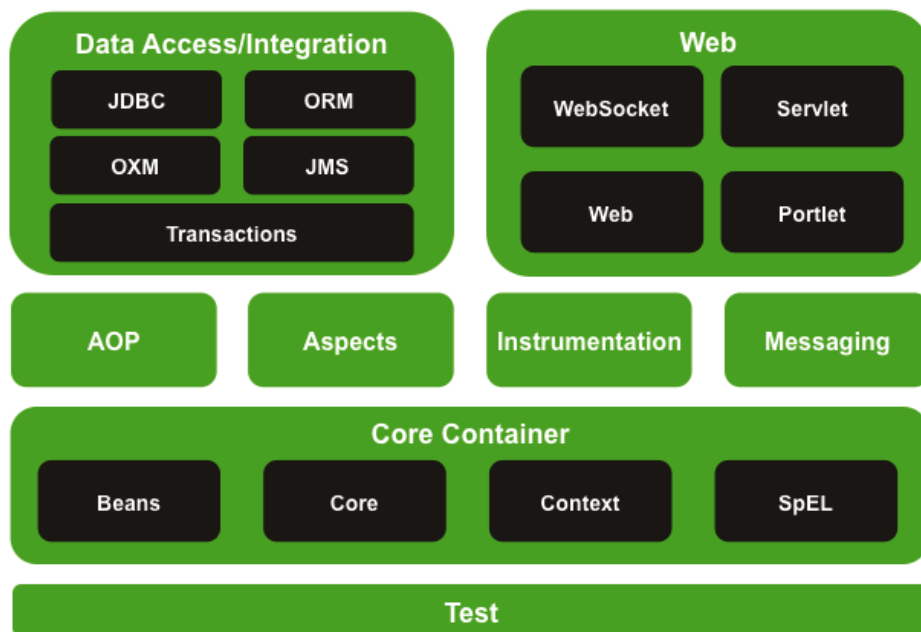 Data Access/Integration
JDBC
ORM
OXM
JMS
Transactions
Web
WebSocket
Servlet
Web
Portlet
AOP
Aspects
Instrumentation
Messaging
Core Container
Beans
Core
Context
SpEL
Test